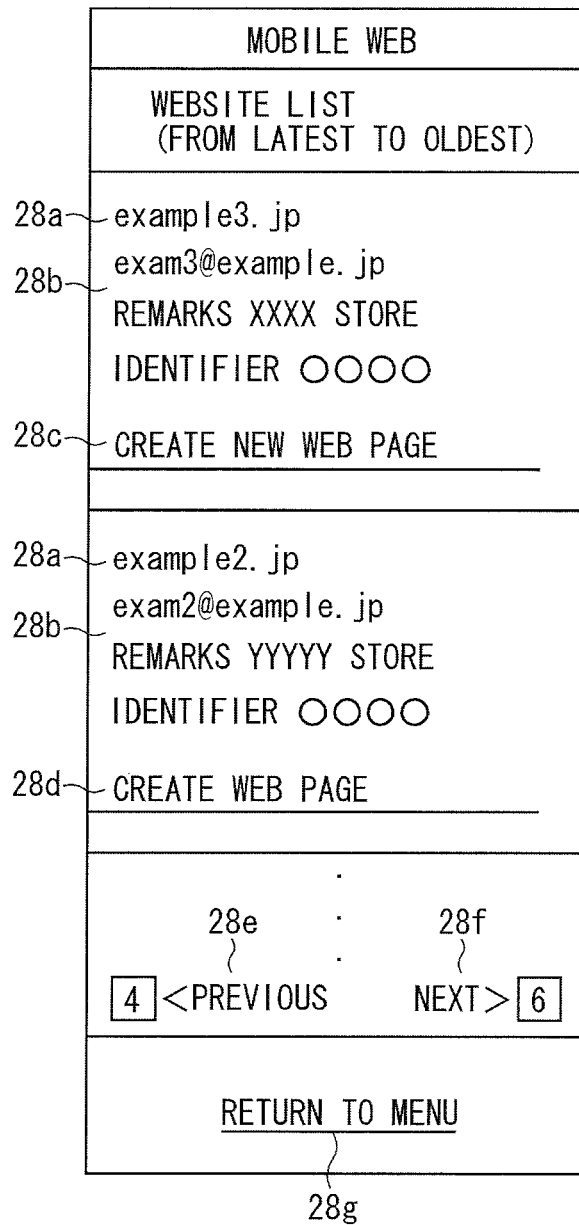 MOBILE WEB
WEBSITE LIST
(FROM LATEST TO OLDEST)
28a example3.jp
exam3@example.jp
28b
REMARKS XXXX STORE
IDENTIFIER ○○○○
28c CREATE NEW WEB PAGE
28a example2.jp
exam2@example.jp
28b
REMARKS YYYYY STORE
IDENTIFIER ○○○○
28d CREATE WEB PAGE
28e 28f
4 <PREVIOUS NEXT> 6
RETURN TO MENU
28g